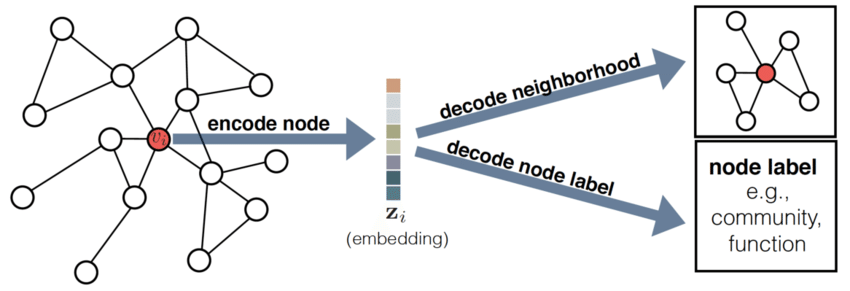 v_i
encode node
z_i
(embedding)
decode neighborhood
decode node label
node label
e.g.,
community,
function